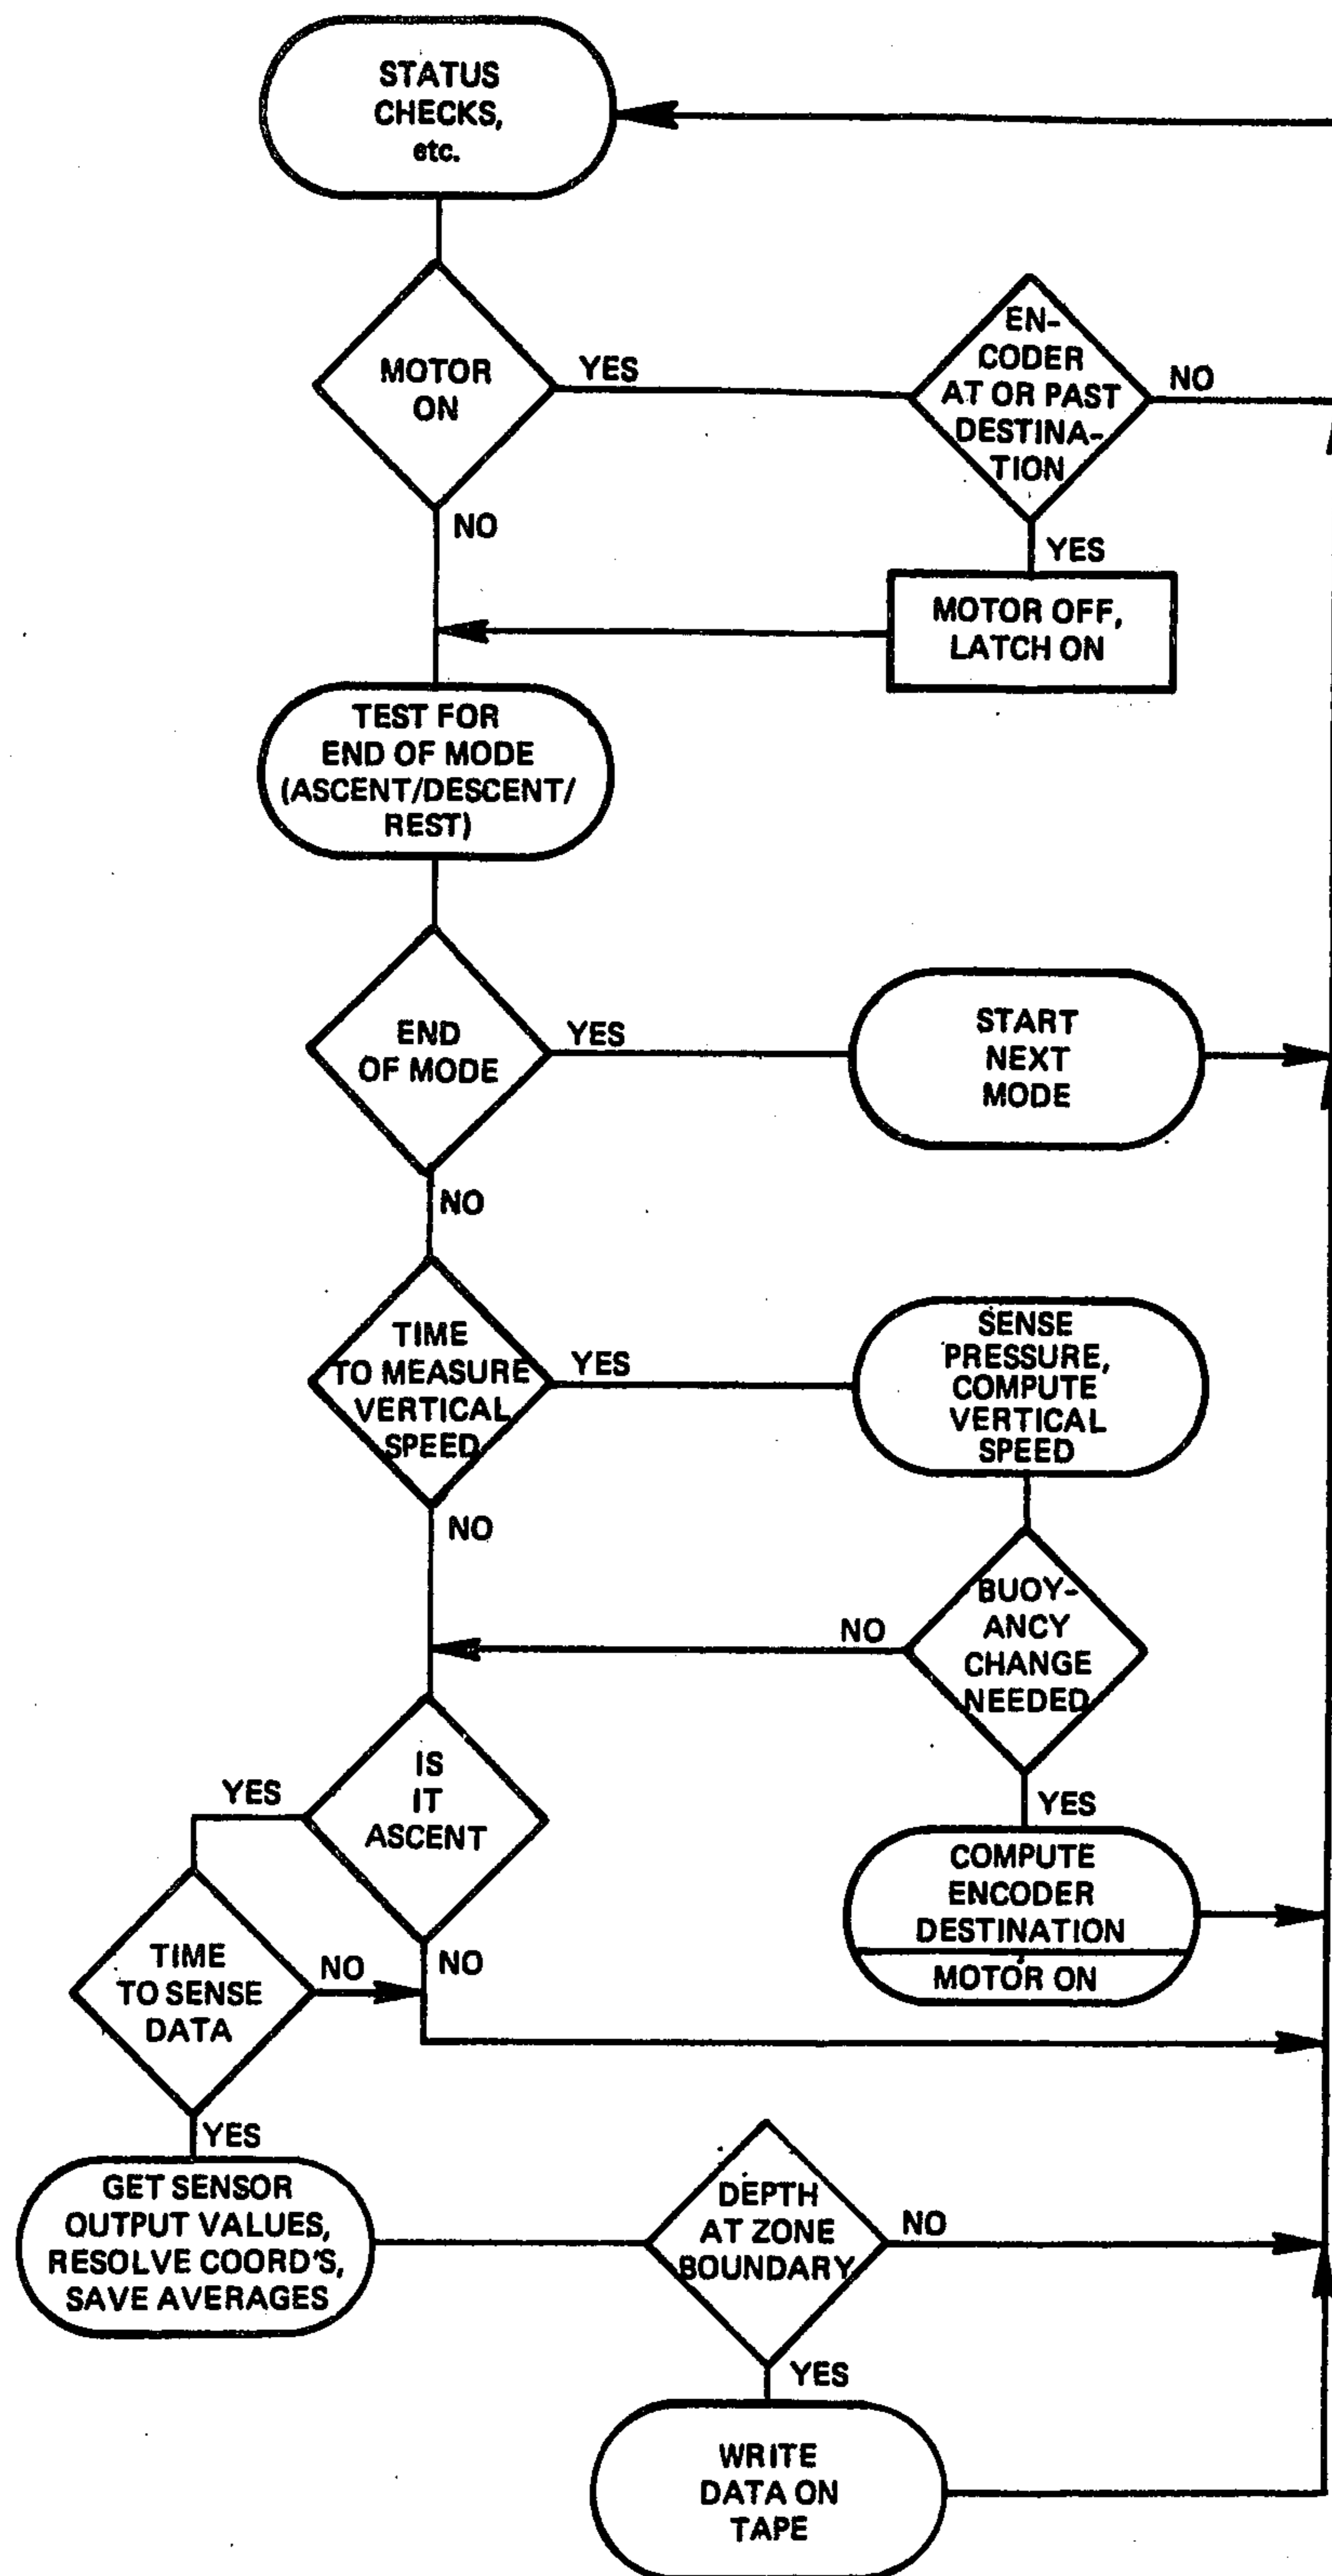 STATUS
CHECKS,
etc.
MOTOR
ON
YES
EN-
CODER
AT OR PAST
DESTINA-
TION
NO
NO
YES
MOTOR OFF,
LATCH ON
TEST FOR
END OF MODE
(ASCENT/DESCENT/
REST)
END
OF MODE
YES
START
NEXT
MODE
NO
TIME
TO MEASURE
VERTICAL
SPEED
YES
SENSE
PRESSURE,
COMPUTE
VERTICAL
SPEED
NO
BUOY-
ANCY
CHANGE
NEEDED
NO
YES
IS
IT
ASCENT
YES
COMPUTE
ENCODER
DESTINATION
MOTOR ON
TIME
TO SENSE
DATA
NO
NO
YES
GET SENSOR
OUTPUT VALUES,
RESOLVE COORD'S,
SAVE AVERAGES
DEPTH
AT ZONE
BOUNDARY
NO
YES
WRITE
DATA ON
TAPE